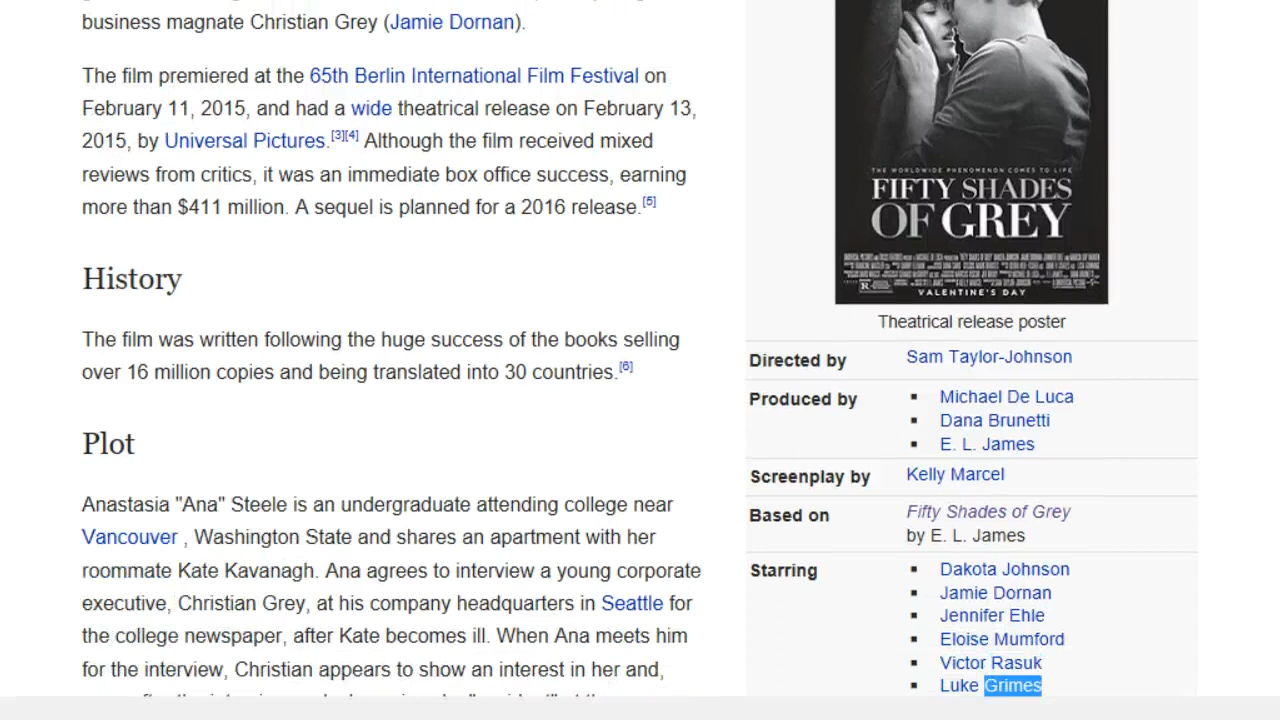 business magnate Christian Grey (Jamie Dornan).
The film premiered at the 65th Berlin International Film Festival on
February 11, 2015, and had a wide theatrical release on February 13,
2015, by Universal Pictures.[3][4] Although the film received mixed
reviews from critics, it was an immediate box office success, earning
more than $411 million. A sequel is planned for a 2016 release.[5]
History
The film was written following the huge success of the books selling
over 16 million copies and being translated into 30 countries.[6]
Plot
Anastasia "Ana" Steele is an undergraduate attending college near
Vancouver , Washington State and shares an apartment with her
roommate Kate Kavanagh. Ana agrees to interview a young corporate
executive, Christian Grey, at his company headquarters in Seattle for
the college newspaper, after Kate becomes ill. When Ana meets him
for the interview, Christian appears to show an interest in her and,
THE WORLDWIDE PHENOMENON COMES TO LIFE
FIFTY SHADES
OF GREY
R
VALENTINE'S DAY
Theatrical release poster
Directed by Sam Taylor-Johnson
Produced by ▪ Michael De Luca
▪ Dana Brunetti
▪ E. L. James
Screenplay by Kelly Marcel
Based on Fifty Shades of Grey
by E. L. James
Starring ▪ Dakota Johnson
▪ Jamie Dornan
▪ Jennifer Ehle
▪ Eloise Mumford
▪ Victor Rasuk
▪ Luke Grimes